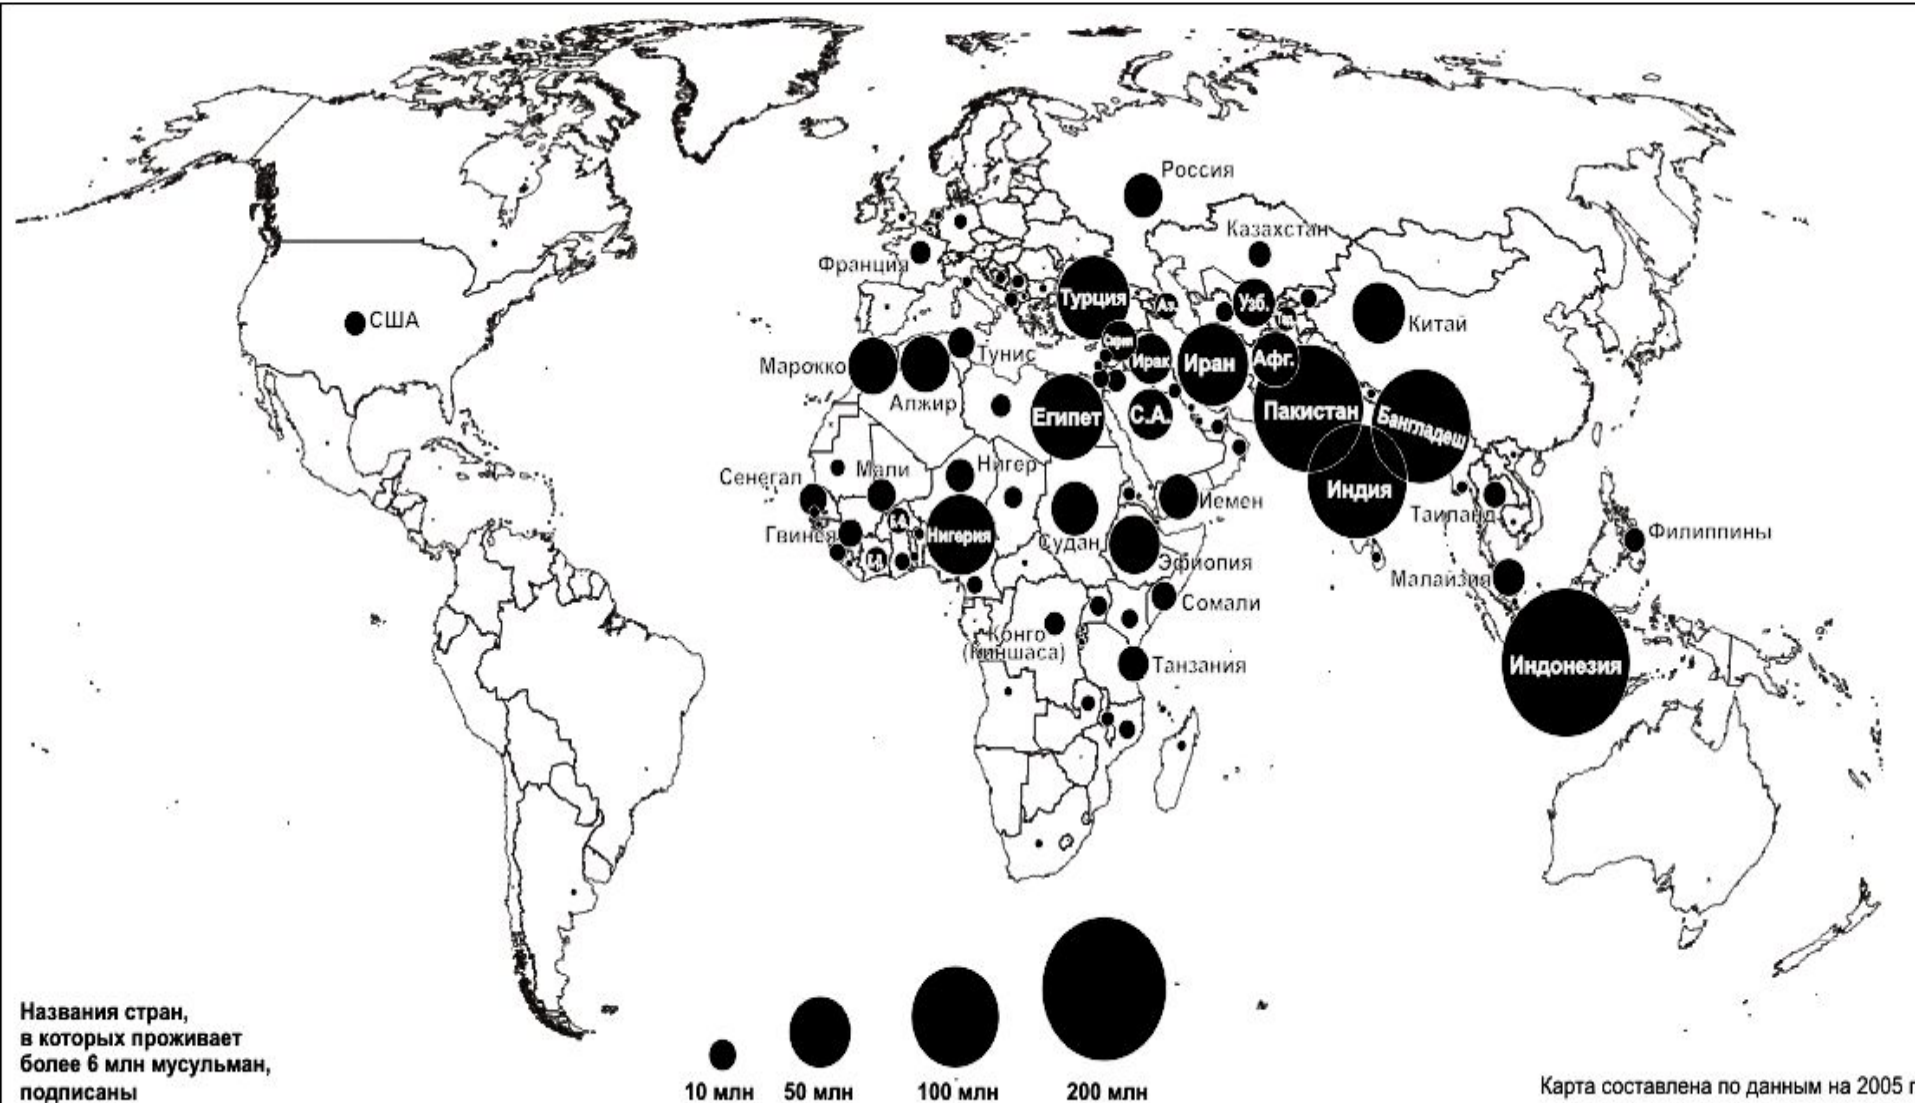 Россия
Казахстан
Франция
Турция
Аз.
Узб.
США
Китай
Сирия
Марокко
Тунис
Ирак
Иран
Афг.
Алжир
Египет
С.А.
Пакистан
Бангладеш
Сенегал
Мали
Нигер
Йемен
Индия
Таиланд
Гвинея
Нигерия
Судан
Эфиопия
Филиппины
Малайзия
Сомали
Конго
(Киншаса)
Танзания
Индонезия
Названия стран,
в которых проживает
более 6 млн мусульман,
подписаны
10 млн
50 млн
100 млн
200 млн
Карта составлена по данным на 2005 г